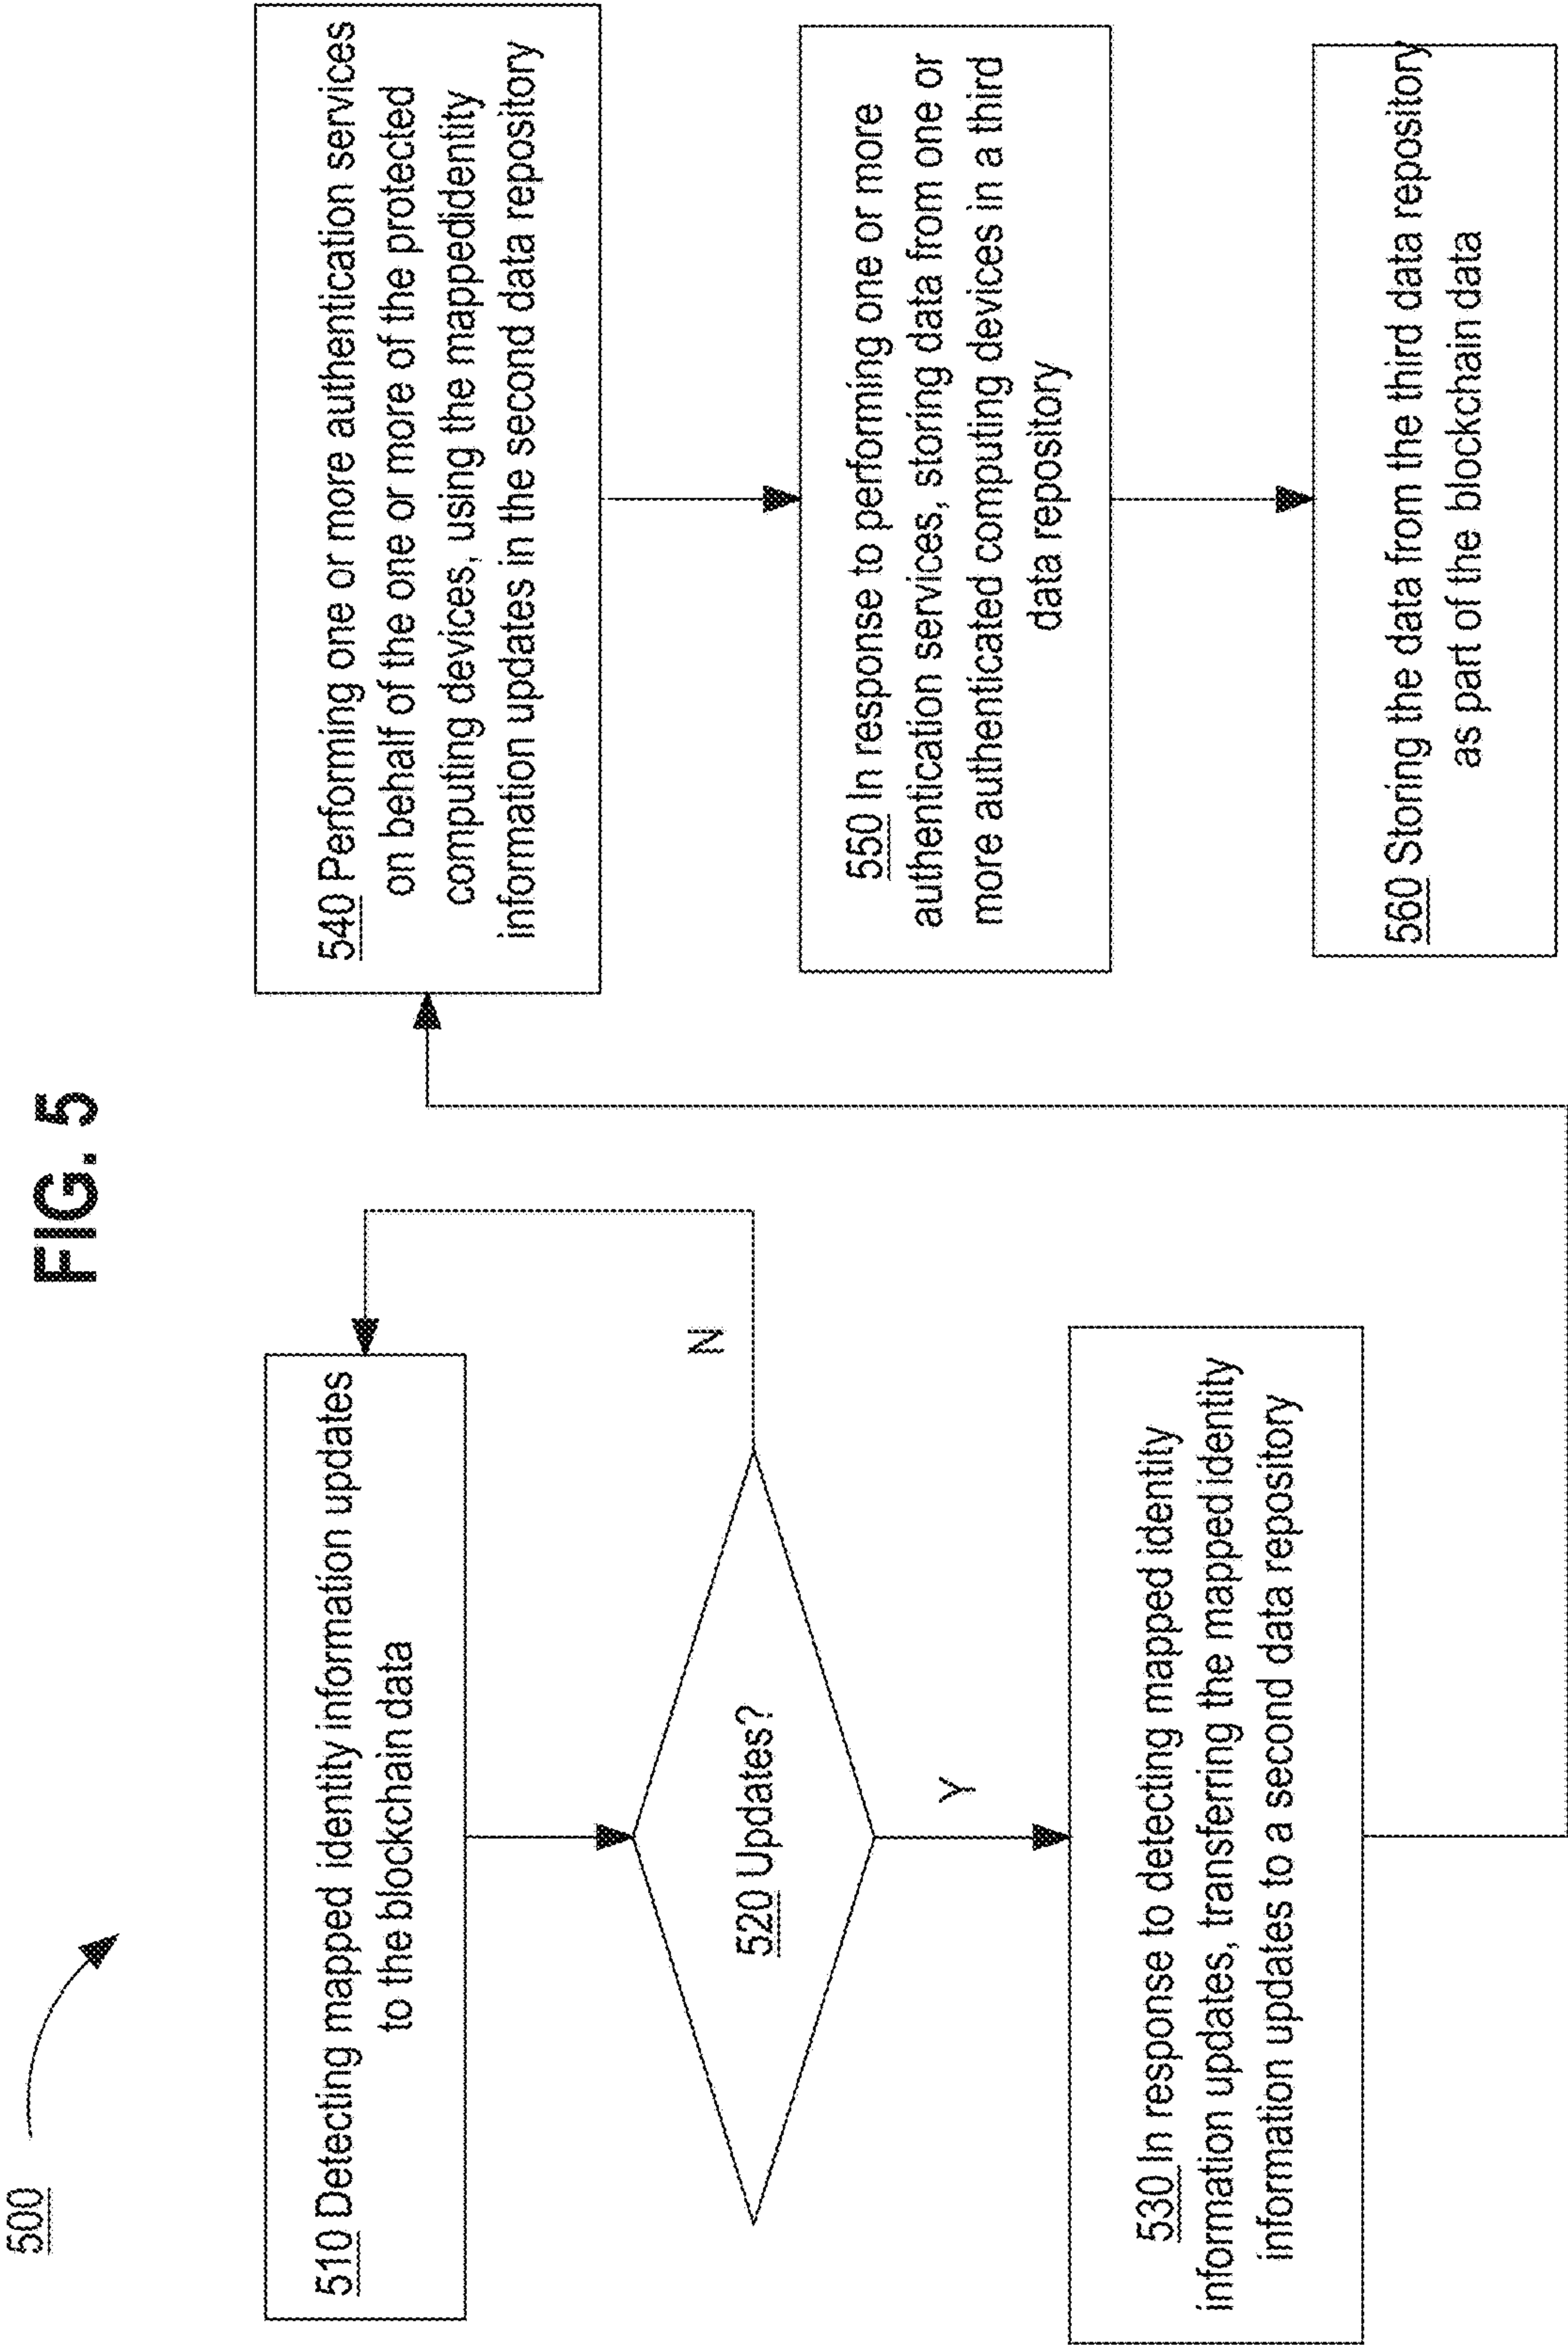 500
FIG. 5
510 Detecting mapped identity information updates
to the blockchain data
520 Updates?
N
Y
530 In response to detecting mapped identity
information updates, transferring the mapped identity
information updates to a second data repository
540 Performing one or more authentication services
on behalf of the one or more of the protected
computing devices, using the mappedidentity
information updates in the second data repository
550 In response to performing one or more
authentication services, storing data from one or
more authenticated computing devices in a third
data repository
560 Storing the data from the third data repository
as part of the blockchain data